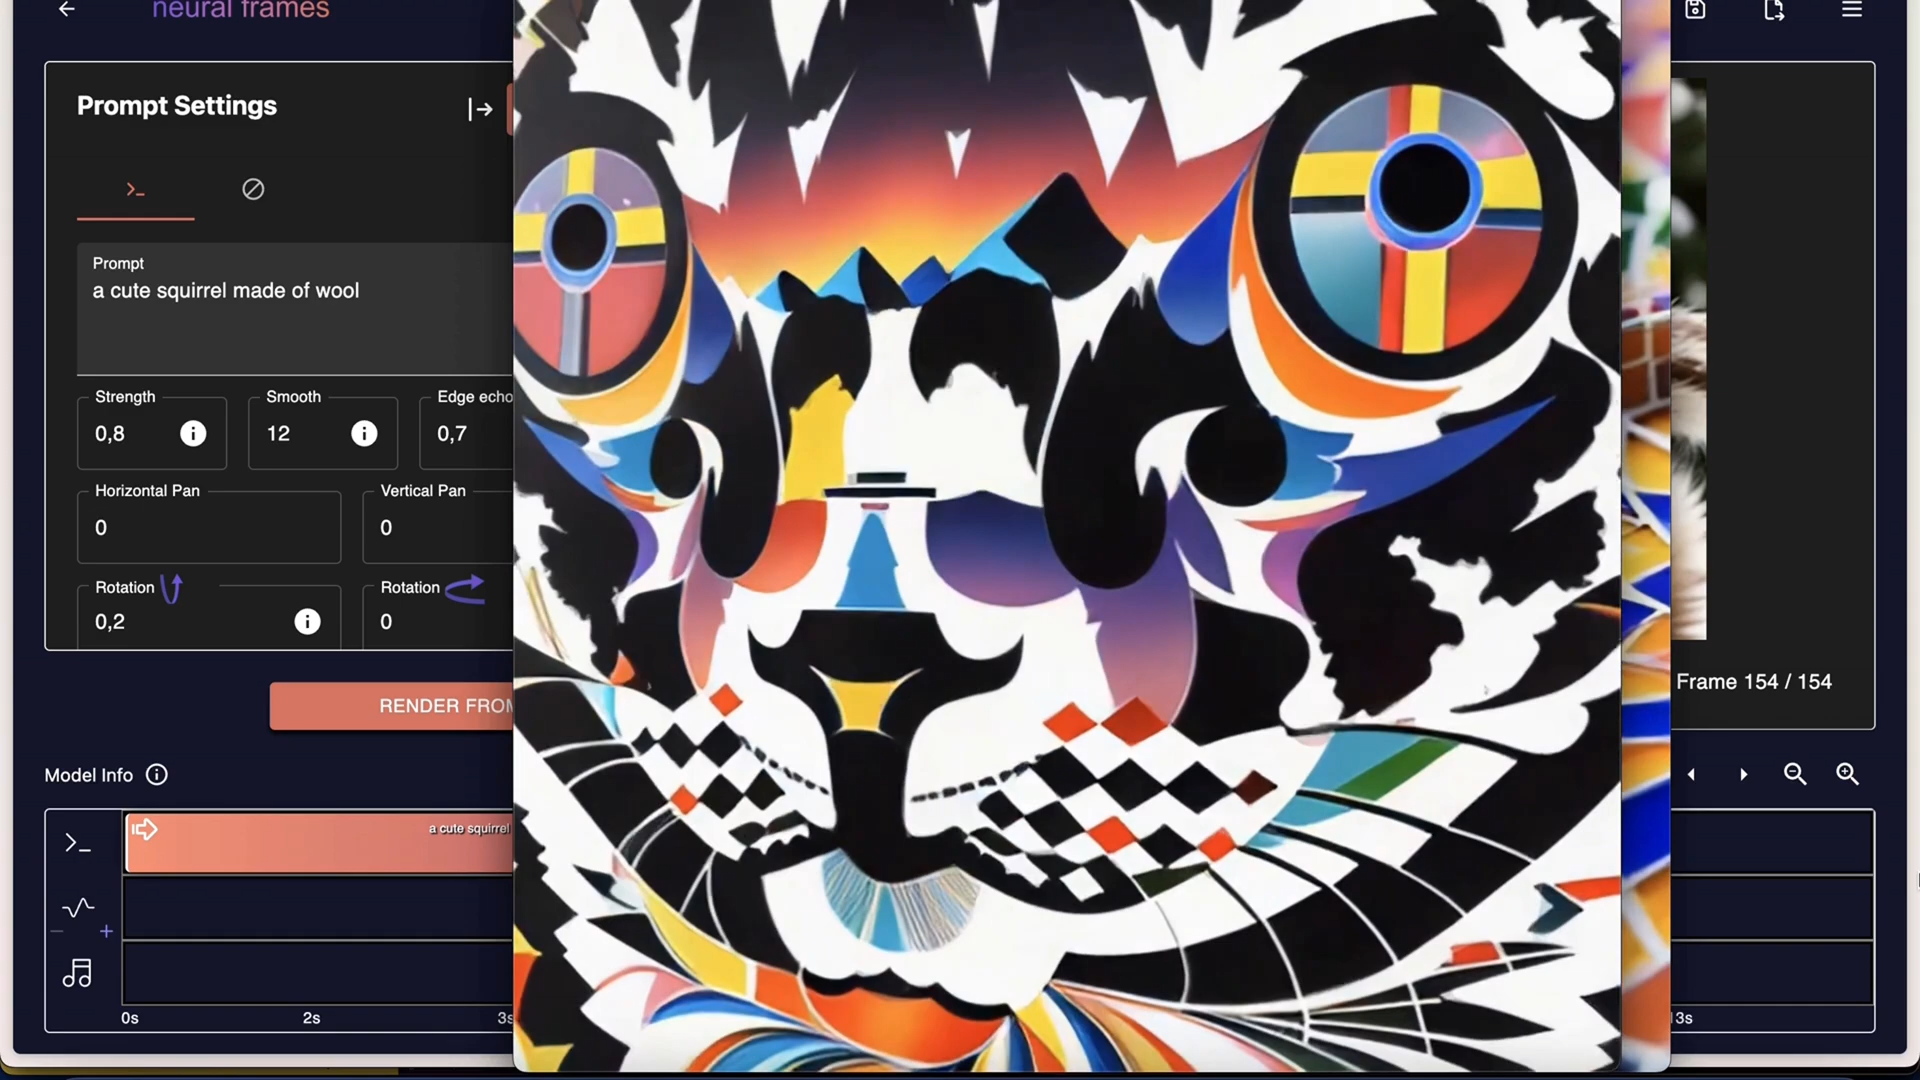 neural frames
Prompt Settings
Prompt
a cute squirrel made of wool
Strength
Smooth
Edge echo
0,8
12
0,7
Horizontal Pan
Vertical Pan
0
0
Rotation
Rotation
0,2
0
RENDER FROM
Frame 154 / 154
Model Info
a cute squirrel
0s
2s
3s
13s